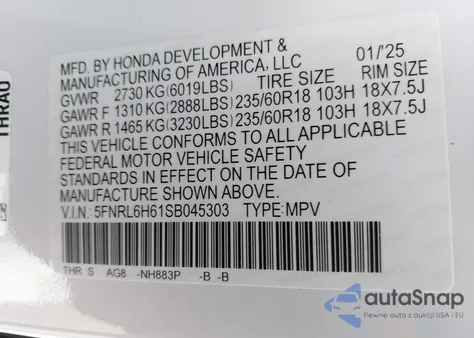 MFD. BY HONDA DEVELOPMENT &
MANUFACTURING OF AMERICA, LLC 01/'25
GVWR 2730 KG(6019LBS) TIRE SIZE RIM SIZE
GAWR F 1310 KG(2888LBS) 235/60R18 103H 18X7.5J
GAWR R 1465 KG(3230LBS) 235/60R18 103H 18X7.5J
THIS VEHICLE CONFORMS TO ALL APPLICABLE
FEDERAL MOTOR VEHICLE SAFETY
STANDARDS IN EFFECT ON THE DATE OF
MANUFACTURE SHOWN ABOVE.
V.I.N.: 5FNRL6H61SB045303 TYPE: MPV
THR S AG8 -NH883P -B -B
THRAU
autoSnap
Pewne auta z aukcji USA i EU